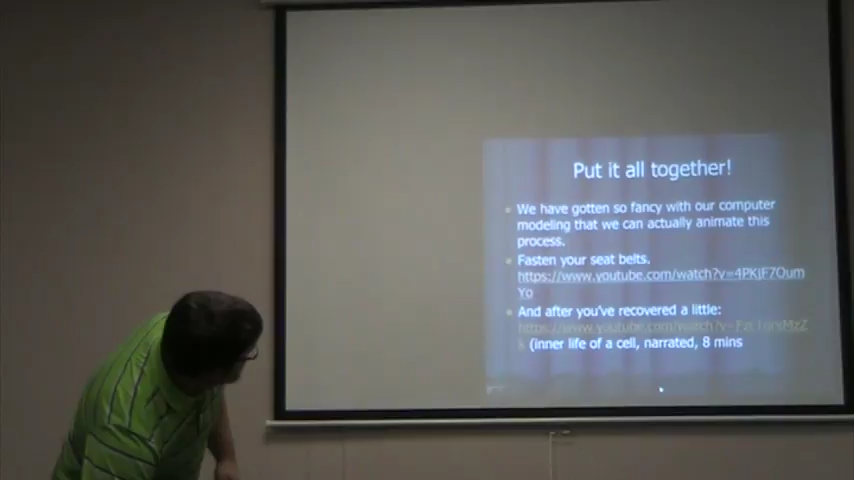 Put it all together!
We have gotten so fancy with our computer
modeling that we can actually animate this
process.
Fasten your seat belts.
https://www.youtube.com/watch?v=4PKjF7Oum
Yo
And after you've recovered a little:
(inner life of a cell, narrated, 8 mins